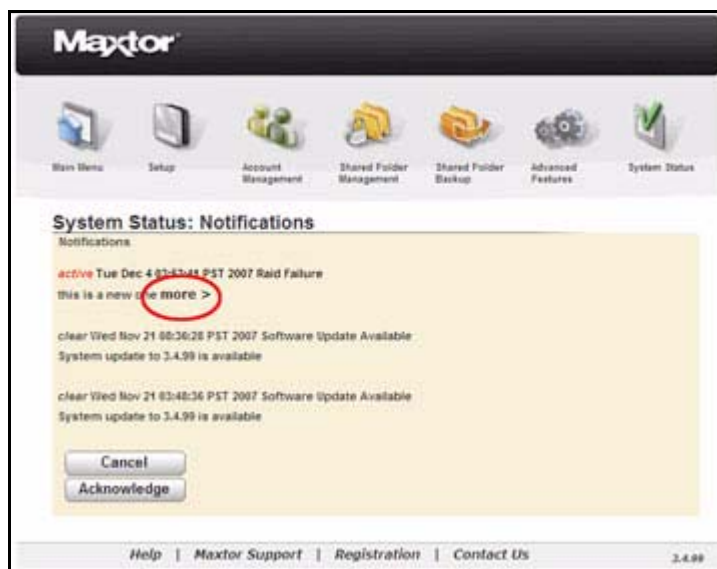 Maxtor
Main Menu
Setup
Account Management
Shared Folder Management
Shared Folder Backup
Advanced Features
System Status
System Status: Notifications
Notifications
active Tue Dec 4 PST 2007 Raid Failure
this is a new one more >
clear Wed Nov 21 08:36:28 PST 2007 Software Update Available
System update to 3.4.99 is available
clear Wed Nov 21 03:48:36 PST 2007 Software Update Available
System update to 3.4.99 is available
Cancel
Acknowledge
Help | Maxtor Support | Registration | Contact Us
3.4.99